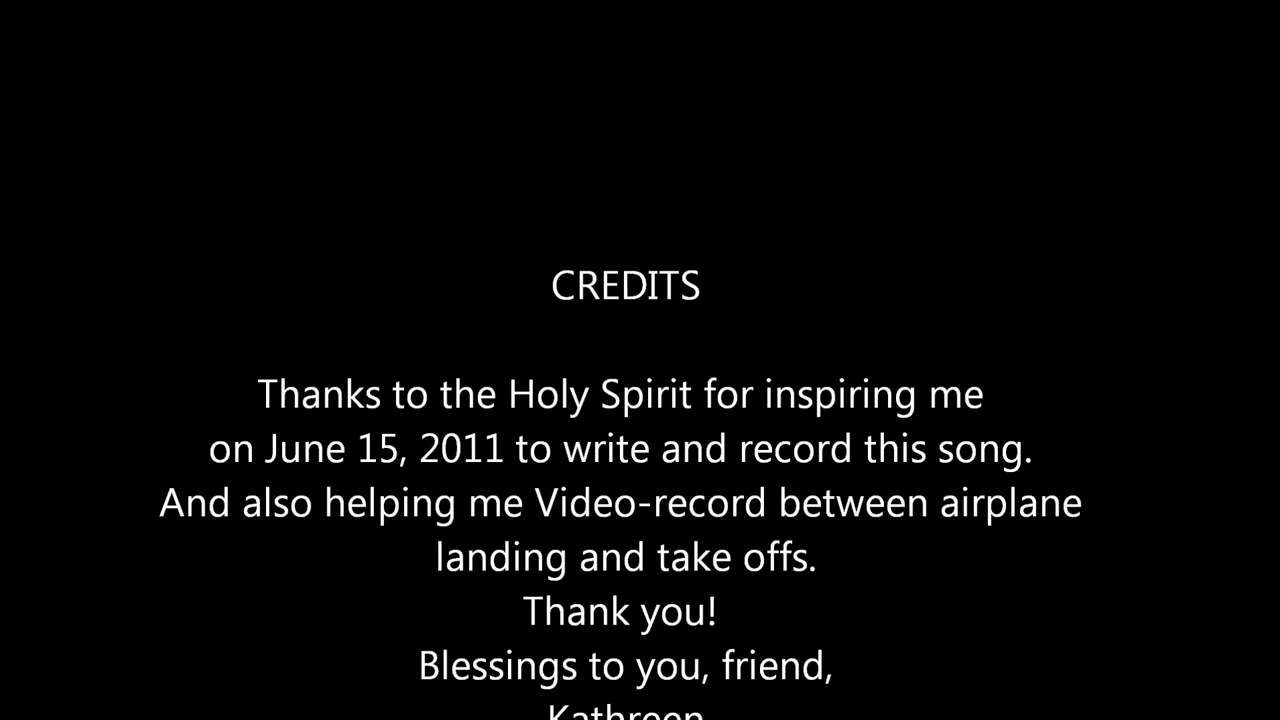 CREDITS
Thanks to the Holy Spirit for inspiring me
on June 15, 2011 to write and record this song.
And also helping me Video-record between airplane
landing and take offs.
Thank you!
Blessings to you, friend,
Kathreen